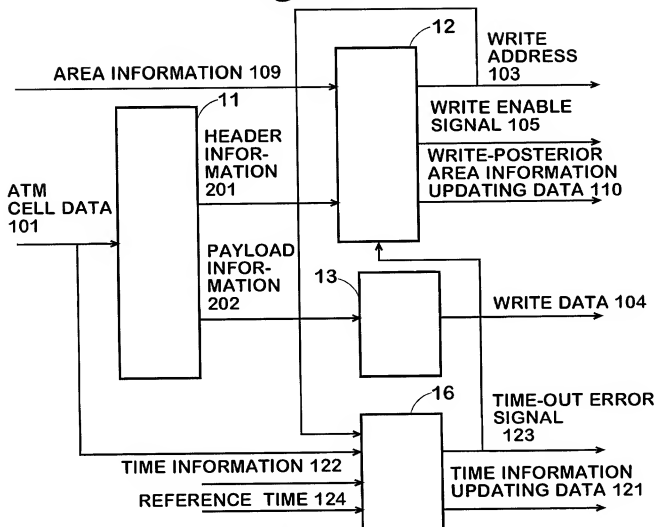 12
WRITE
ADDRESS
103
AREA INFORMATION 109
11
WRITE ENABLE
SIGNAL 105
HEADER
INFOR-
MATION
201
WRITE-POSTERIOR
AREA INFORMATION
UPDATING DATA 110
ATM
CELL DATA
101
PAYLOAD
INFOR-
MATION
202
13
WRITE DATA 104
16
TIME-OUT ERROR
SIGNAL
123
TIME INFORMATION 122
TIME INFORMATION
UPDATING DATA 121
REFERENCE TIME 124